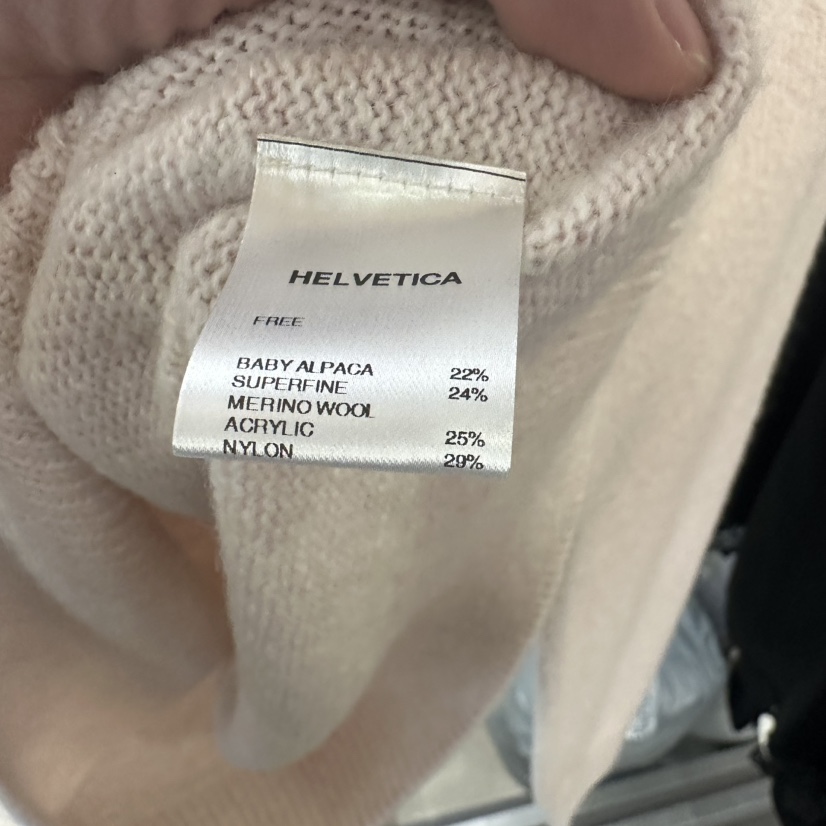 HELVETICA
FREE
BABY ALPACA 22%
SUPERFINE 24%
MERINO WOOL
ACRYLIC 25%
NYLON 29%